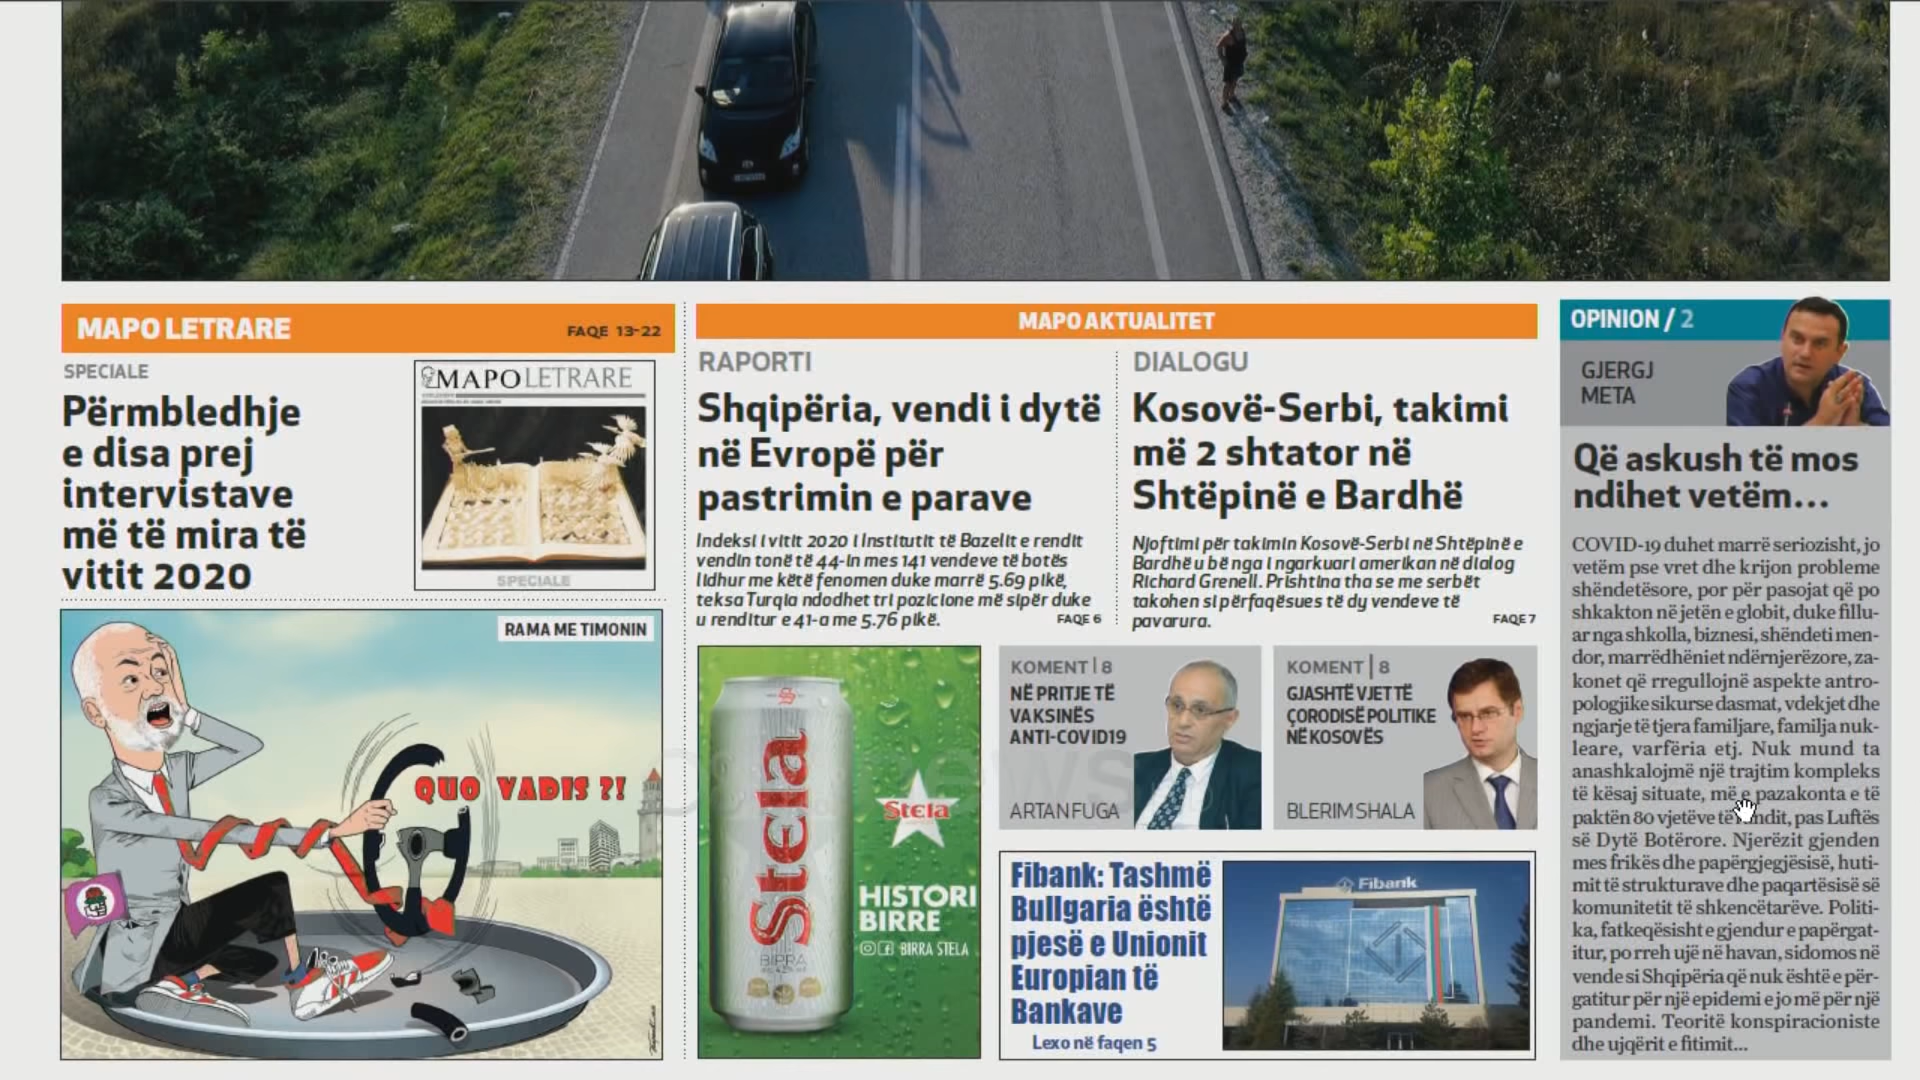 MAPO LETRARE
FAQE 13-22
SPECIALE
Përmbledhje
e disa prej
intervistave
më të mira të
vitit 2020
MAPO LETRARE
SPECIALE
RAMA ME TIMONIN
QUO VADIS ?!
MAPO AKTUALITET
RAPORTI
Shqipëria, vendi i dytë
në Evropë për
pastrimin e parave
Indeksi i vitit 2020 i Institutit të Bazelit e rendit
vendin tonë të 44-in mes 141 vendeve të botës
lidhur me këtë fenomen duke marrë 5.69 pikë,
teksa Turqia ndodhet tri pozicione më sipër duke
u renditur e 41-a me 5.76 pikë.
FAQE 6
DIALOGU
Kosovë-Serbi, takimi
më 2 shtator në
Shtëpinë e Bardhë
Njoftimi për takimin Kosovë-Serbi në Shtëpinë e
Bardhë u bë nga i ngarkuari amerikan në dialog
Richard Grenell. Prishtina tha se me serbët
takohen si përfaqësues të dy vendeve të
pavarura.
FAQE 7
Stela
BIRRA
Stela
HISTORI
BIRRE
BIRRA STELA
KOMENT | 8
NË PRITJE TË
VAKSINËS
ANTI-COVID19
ARTAN FUGA
KOMENT | 8
GJASHTË VJET TË
ÇORODISË POLITIKE
NË KOSOVËS
BLERIM SHALA
Fibank: Tashmë
Bullgaria është
pjesë e Unionit
Europian të
Bankave
Lexo në faqen 5
Fibank
OPINION / 2
GJERGJ
META
Që askush të mos
ndihet vetëm...
COVID-19 duhet marrë seriozisht, jo
vetëm pse vret dhe krijon probleme
shëndetësore, por për pasojat që po
shkakton në jetën e globit, duke fillu-
ar nga shkolla, biznesi, shëndeti men-
dor, marrëdhëniet ndërnjerëzore, za-
konet që rregullojnë aspekte antro-
pologjike sikurse dasmat, vdekjet dhe
ngjarje të tjera familjare, familja nuk-
leare, varfëria etj. Nuk mund ta
anashkalojmë një trajtim kompleks
të kësaj situate, më e pazakonta e të
paktën 80 vjetëve të fundit, pas Luftës
së Dytë Botërore. Njerëzit gjenden
mes frikës dhe papërgjegjësisë, huti-
mit të strukturave dhe paqartësisë së
komunitetit të shkencëtarëve. Politi-
ka, fatkeqësisht e gjendur e papërgat-
itur, po rreh ujë në havan, sidomos në
vende si Shqipëria që nuk është e për-
gatitur për një epidemi e jo më për një
pandemi. Teoritë konspiracioniste
dhe ujqërit e fitimit...